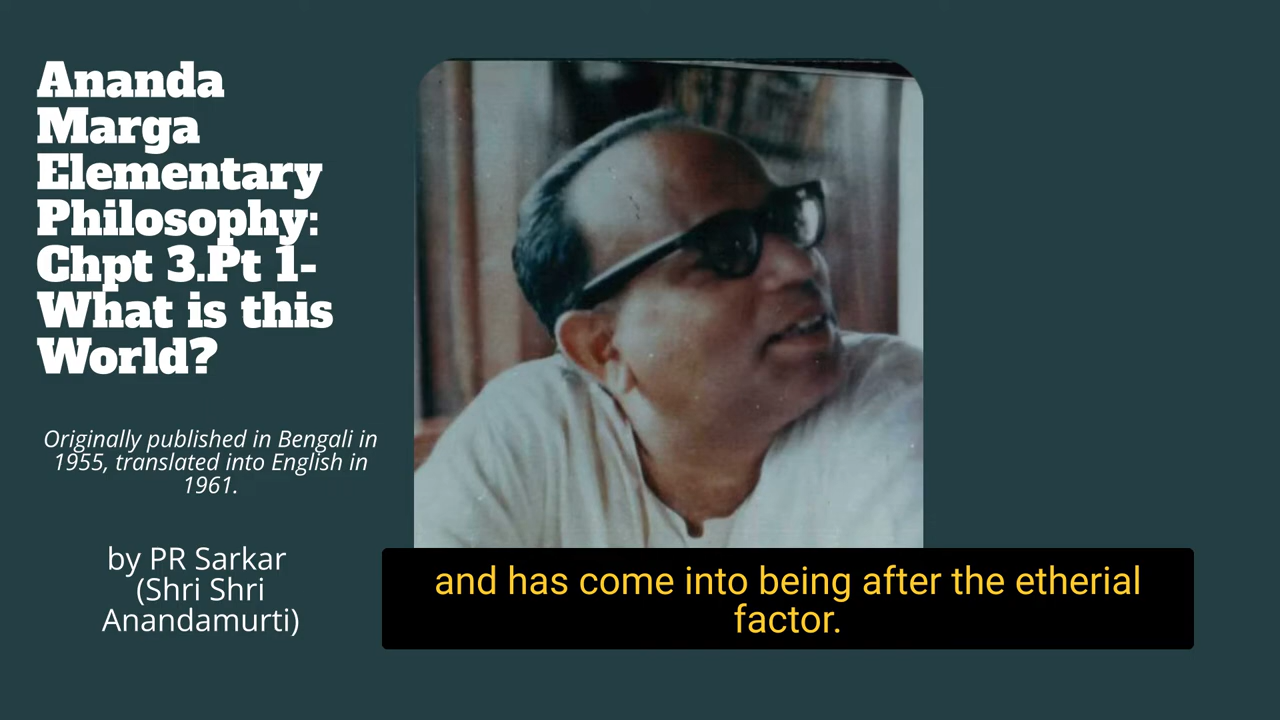 Ananda
Marga
Elementary
Philosophy:
Chpt 3.Pt 1-
What is this
World?
Originally published in Bengali in
1955, translated into English in
1961.
by PR Sarkar
(Shri Shri
Anandamurti)
and has come into being after the etherial
factor.